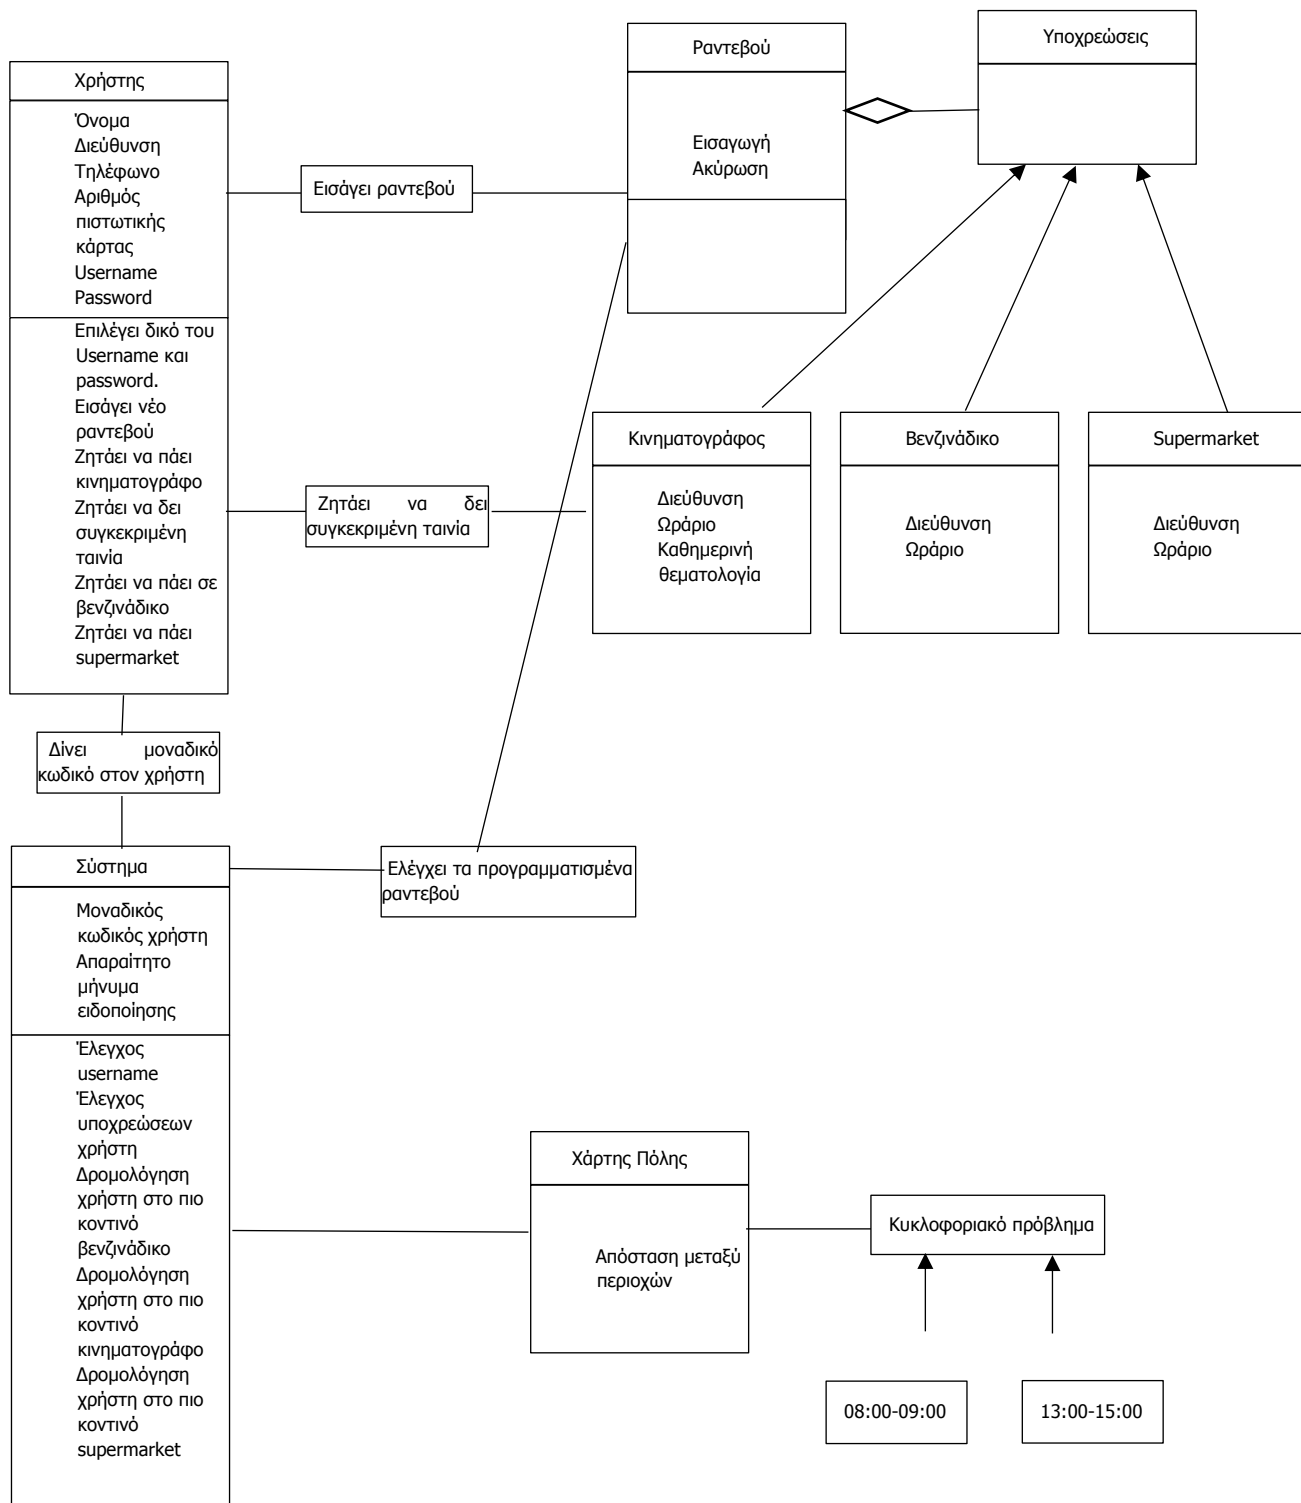 Χρήστης
Όνομα
Διεύθυνση
Τηλέφωνο
Αριθμός
πιστωτικής
κάρτας
Username
Password
Επιλέγει δικό του
Username και
password.
Εισάγει νέο
ραντεβού
Ζητάει να πάει
κινηματογράφο
Ζητάει να δει
συγκεκριμένη
ταινία
Ζητάει να πάει σε
βενζινάδικο
Ζητάει να πάει
supermarket
Εισάγει ραντεβού
Ραντεβού
Εισαγωγή
Ακύρωση
Υποχρεώσεις
Ζητάει να δει
συγκεκριμένη ταινία
Κινηματογράφος
Διεύθυνση
Ωράριο
Καθημερινή
θεματολογία
Βενζινάδικο
Διεύθυνση
Ωράριο
Supermarket
Διεύθυνση
Ωράριο
Δίνει μοναδικό
κωδικό στον χρήστη
Σύστημα
Μοναδικός
κωδικός χρήστη
Απαραίτητο
μήνυμα
ειδοποίησης
Έλεγχος
username
Έλεγχος
υποχρεώσεων
χρήστη
Δρομολόγηση
χρήστη στο πιο
κοντινό
βενζινάδικο
Δρομολόγηση
χρήστη στο πιο
κοντινό
κινηματογράφο
Δρομολόγηση
χρήστη στο πιο
κοντινό
supermarket
Ελέγχει τα προγραμματισμένα
ραντεβού
Χάρτης Πόλης
Απόσταση μεταξύ
περιοχών
Κυκλοφοριακό πρόβλημα
08:00-09:00
13:00-15:00